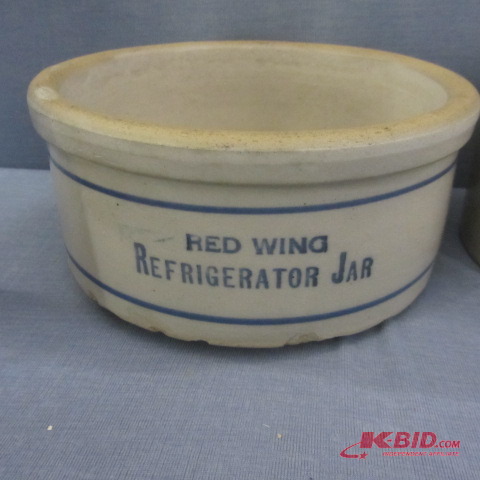 RED WING
REFRIGERATOR JAR
K-BID.COM